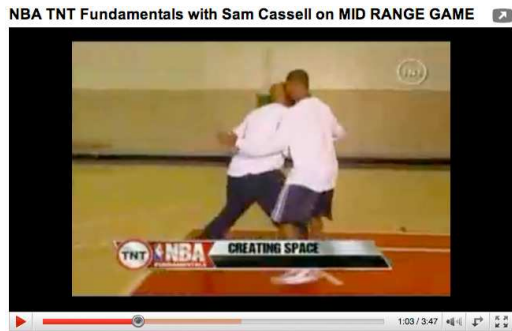 NBA TNT Fundamentals with Sam Cassell on MID RANGE GAME
TNT
TNT NBA CREATING SPACE
FUNDAMENTALS
1:03 / 3:47